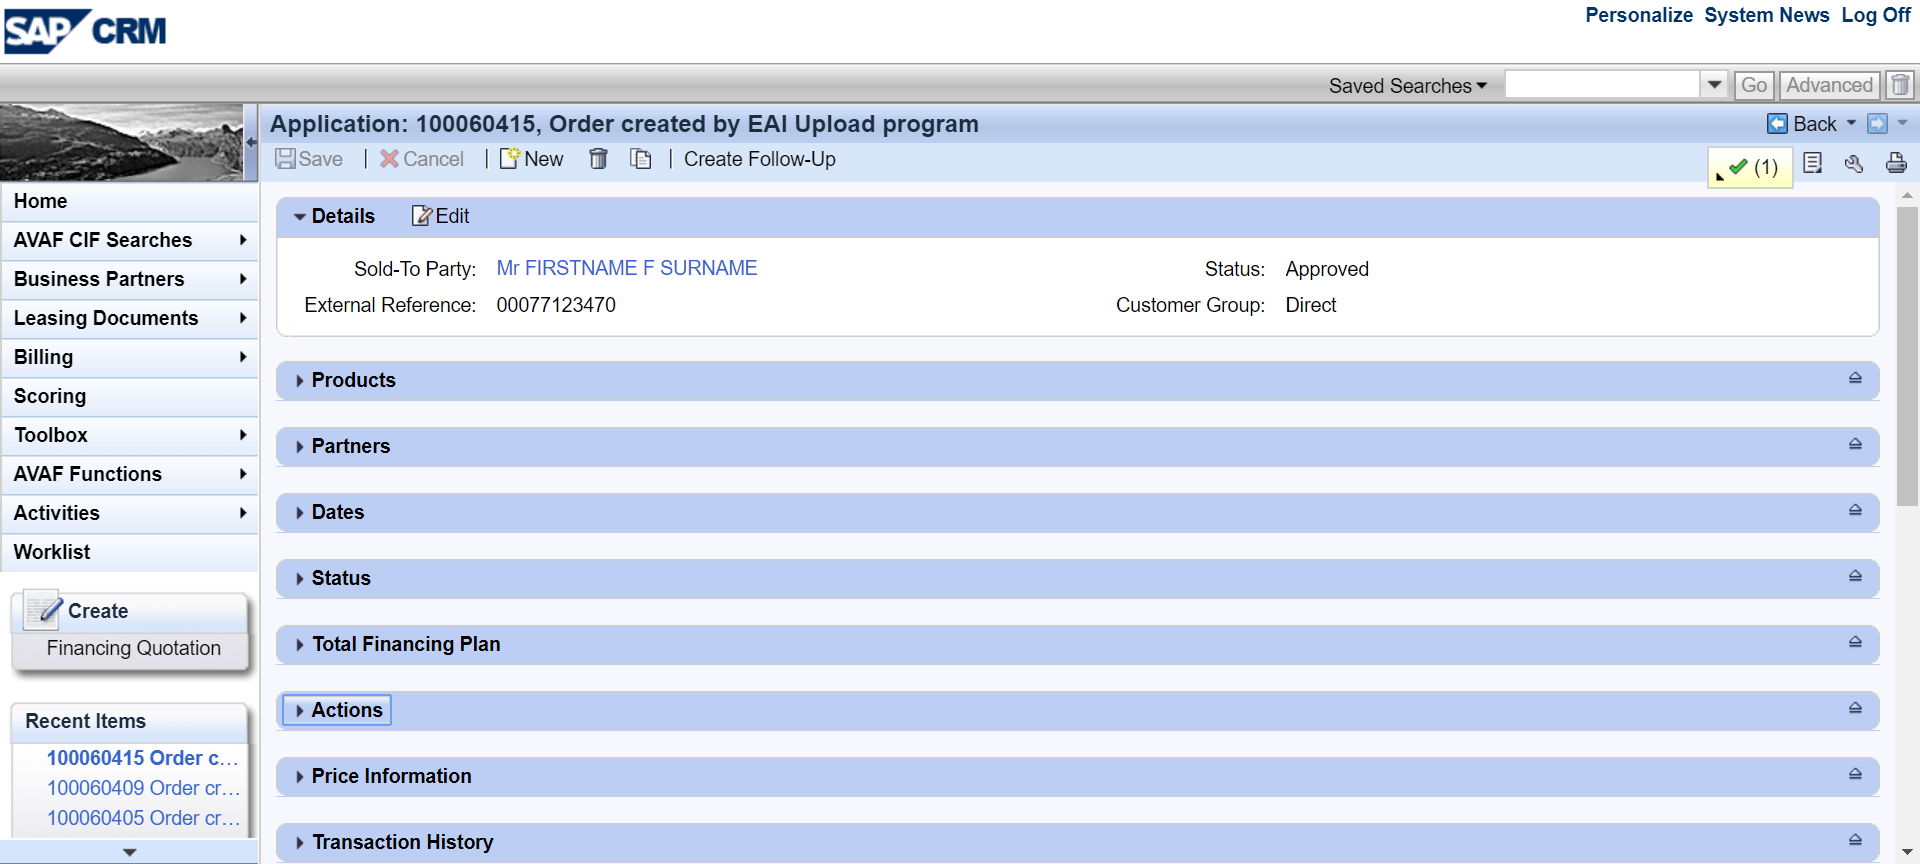 SAP CRM
Personalize System News Log Off
Saved Searches Go Advanced
Application: 100060415, Order created by EAI Upload program
Back
Save | Cancel | New | Create Follow-Up
(1)
Home
AVAF CIF Searches
Business Partners
Leasing Documents
Billing
Scoring
Toolbox
AVAF Functions
Activities
Worklist
Create
Financing Quotation
Recent Items
100060415 Order c...
100060409 Order cr...
100060405 Order cr...
Details Edit
Sold-To Party: Mr FIRSTNAME F SURNAME
Status: Approved
External Reference: 00077123470
Customer Group: Direct
Products
Partners
Dates
Status
Total Financing Plan
Actions
Price Information
Transaction History